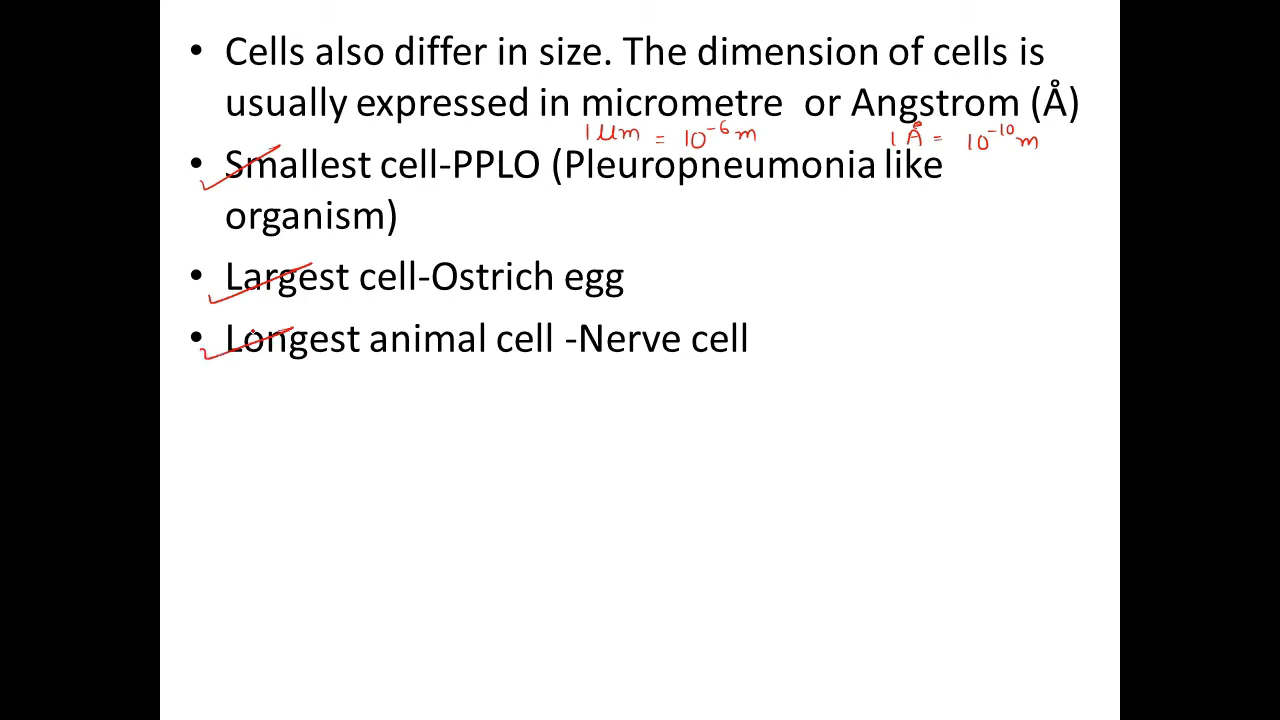 • Cells also differ in size. The dimension of cells is
usually expressed in micrometre or Angstrom (Å)
1 μm = 10⁻⁶ m 1 Å = 10⁻¹⁰ m
• Smallest cell-PPLO (Pleuropneumonia like
organism)
• Largest cell-Ostrich egg
• Longest animal cell -Nerve cell